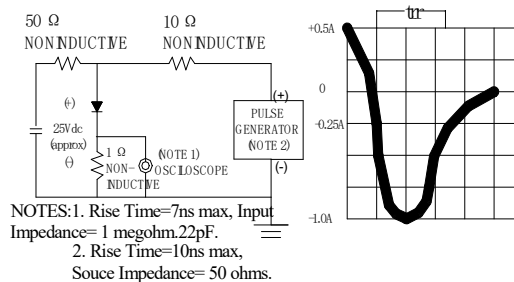 50 Ω
NONINDUCTIVE
10 Ω
NONINDUCTIVE
trr
+0.5A
0
-0.25A
-1.0A
(+)
25Vdc
(approx)
(-)
1 Ω
NON-
INDUCTIVE
(NOTE 1)
OSCILOSCOPE
(+)
PULSE
GENERATOR
(NOTE 2)
(-)
NOTES:1. Rise Time=7ns max, Input
Impedance= 1 megohm.22pF.
2. Rise Time=10ns max,
Souce Impedance= 50 ohms.